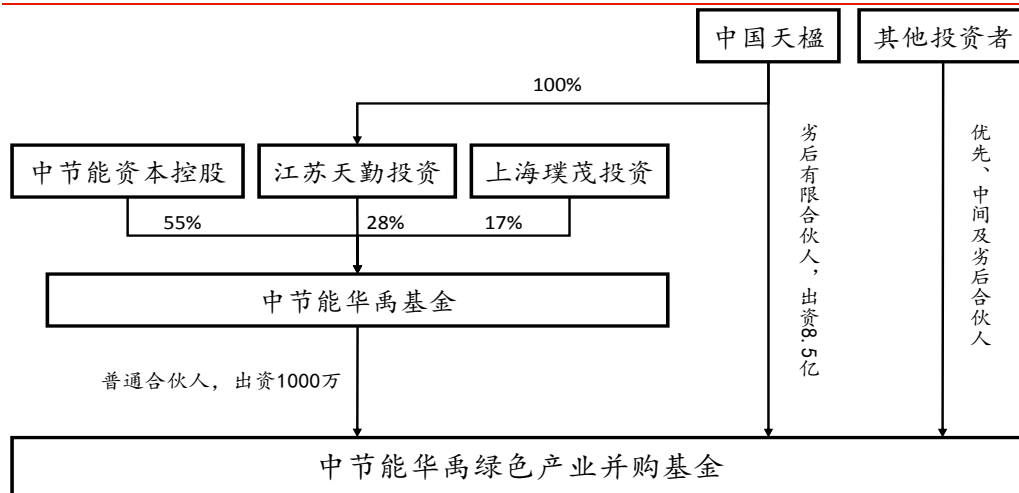 中国天楹
其他投资者
100%
中节能资本控股
江苏天勤投资
上海璞茂投资
55%
28%
17%
劣后有限合伙人，出资8.5亿
优先、中间及劣后合伙人
中节能华禹基金
普通合伙人，出资1000万
中节能华禹绿色产业并购基金